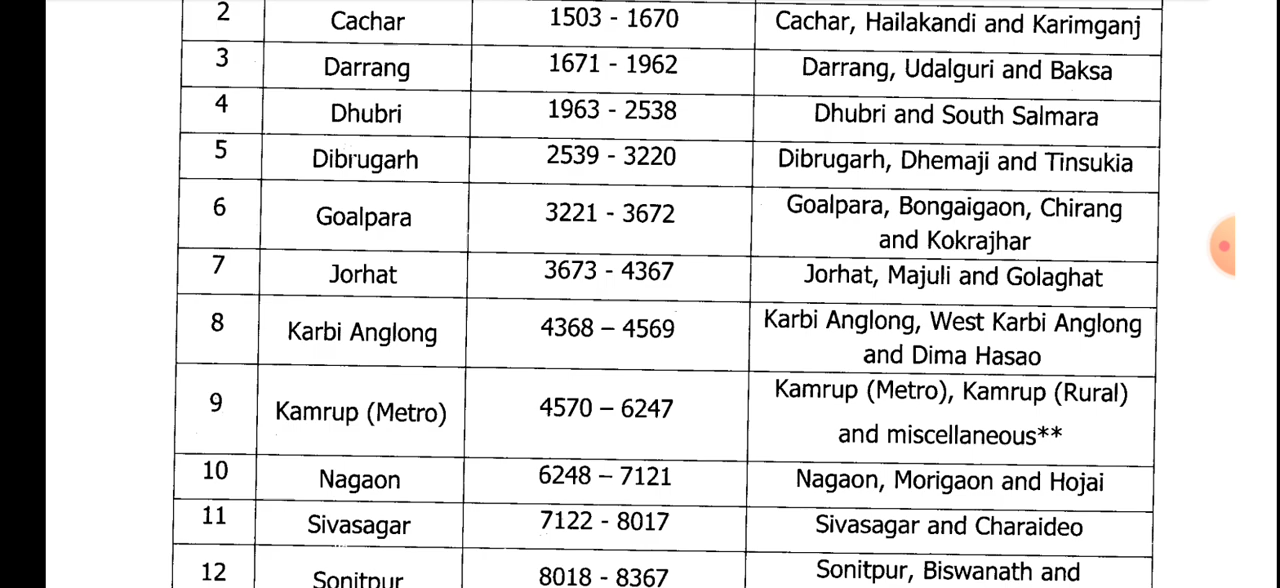 2 Cachar 1503 - 1670 Cachar, Hailakandi and Karimganj
3 Darrang 1671 - 1962 Darrang, Udalguri and Baksa
4 Dhubri 1963 - 2538 Dhubri and South Salmara
5 Dibrugarh 2539 - 3220 Dibrugarh, Dhemaji and Tinsukia
6 Goalpara 3221 - 3672 Goalpara, Bongaigaon, Chirang
and Kokrajhar
7 Jorhat 3673 - 4367 Jorhat, Majuli and Golaghat
8 Karbi Anglong 4368 – 4569 Karbi Anglong, West Karbi Anglong
and Dima Hasao
9 Kamrup (Metro) 4570 – 6247 Kamrup (Metro), Kamrup (Rural)
and miscellaneous**
10 Nagaon 6248 – 7121 Nagaon, Morigaon and Hojai
11 Sivasagar 7122 - 8017 Sivasagar and Charaideo
12 Sonitpur 8018 - 8367 Sonitpur, Biswanath and